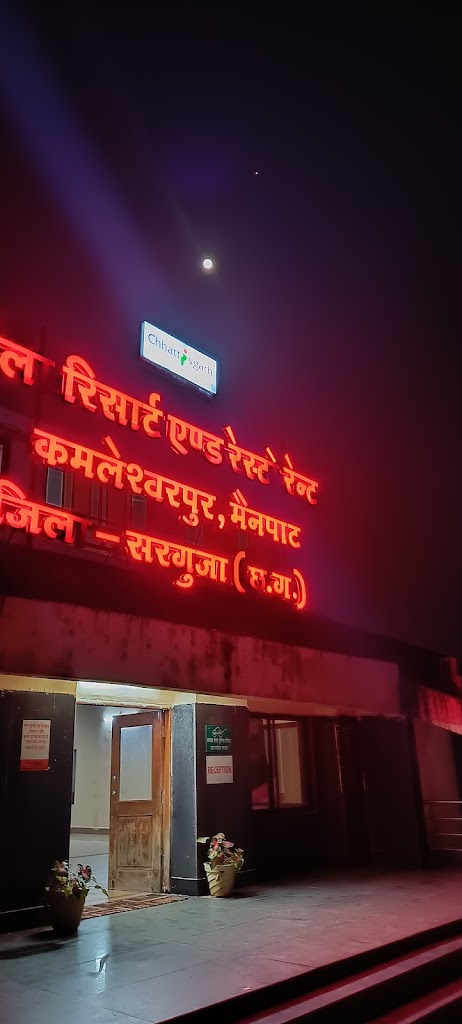 Chhattisgarh
ल रिसार्ट एण्ड रेस्टोरेन्ट
कमलेश्वरपुर, मैनपाट
जिला - सरगुजा (छ.ग.)
RECEPTION